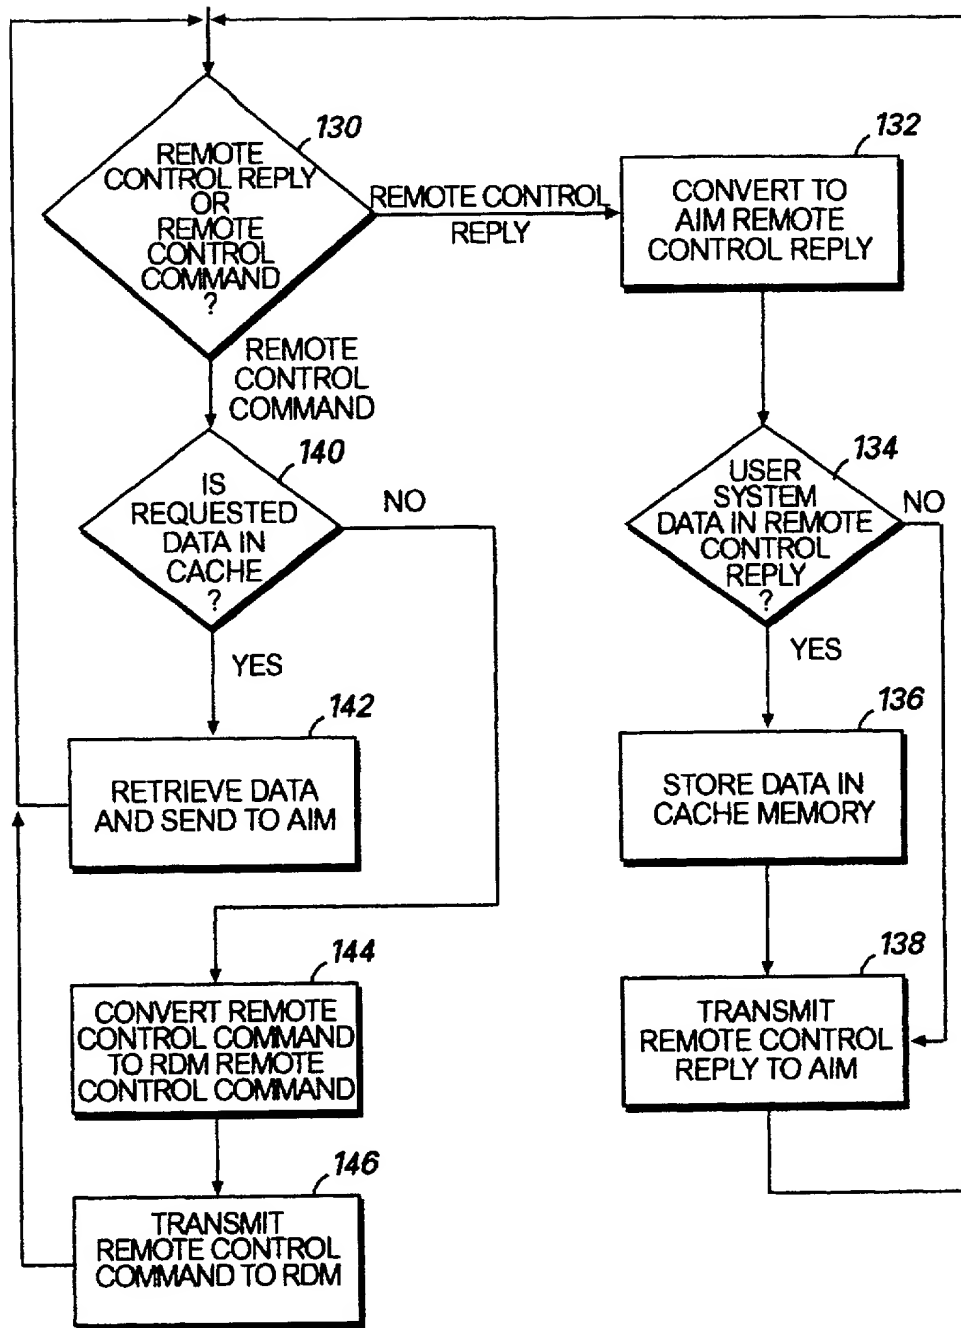 130
REMOTE
CONTROL REPLY
OR
REMOTE
CONTROL
COMMAND
?
REMOTE CONTROL
REPLY
132
CONVERT TO
AIM REMOTE
CONTROL REPLY
REMOTE
CONTROL
COMMAND
140
IS
REQUESTED
DATA IN
CACHE
?
NO
YES
134
USER
SYSTEM
DATA IN REMOTE
CONTROL
REPLY
?
NO
YES
142
RETRIEVE DATA
AND SEND TO AIM
136
STORE DATA IN
CACHE MEMORY
144
CONVERT REMOTE
CONTROL COMMAND
TO RDM REMOTE
CONTROL COMMAND
138
TRANSMIT
REMOTE CONTROL
REPLY TO AIM
146
TRANSMIT
REMOTE CONTROL
COMMAND TO RDM